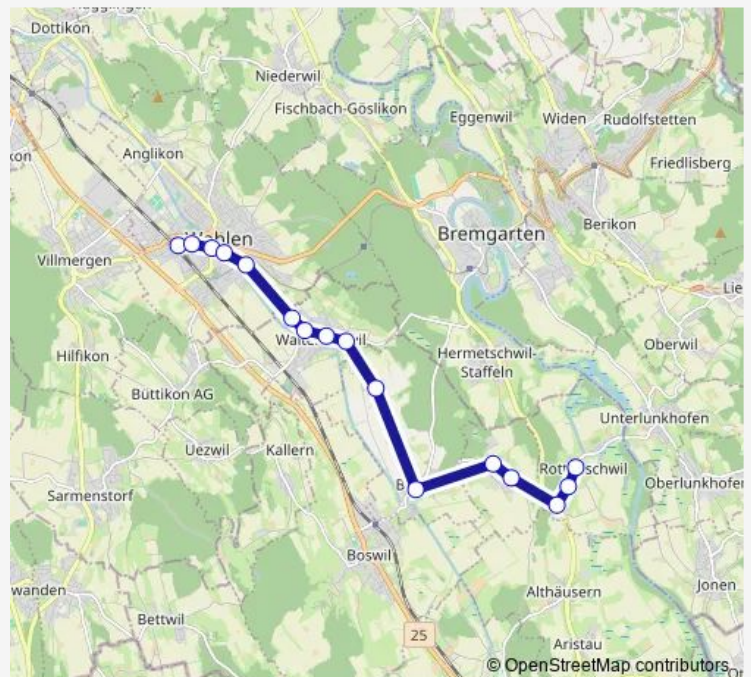 Dottikon
Niederwil
Fischbach-Göslikon
Eggenwil
Widen
Rudolfstetten
Anglikon
Friedlisberg
Berikon
Bremgarten
Villmergen
Hilfikon
Oberwil
Hermetschwil-
Staffeln
Büttikon AG
Unterlunkhofen
Uezwil
Kallern
Sarmenstorf
Oberlunkhofen
Boswil
Althäusern
Jonen
Bettwil
25
Aristau
© OpenStreetMap contributors